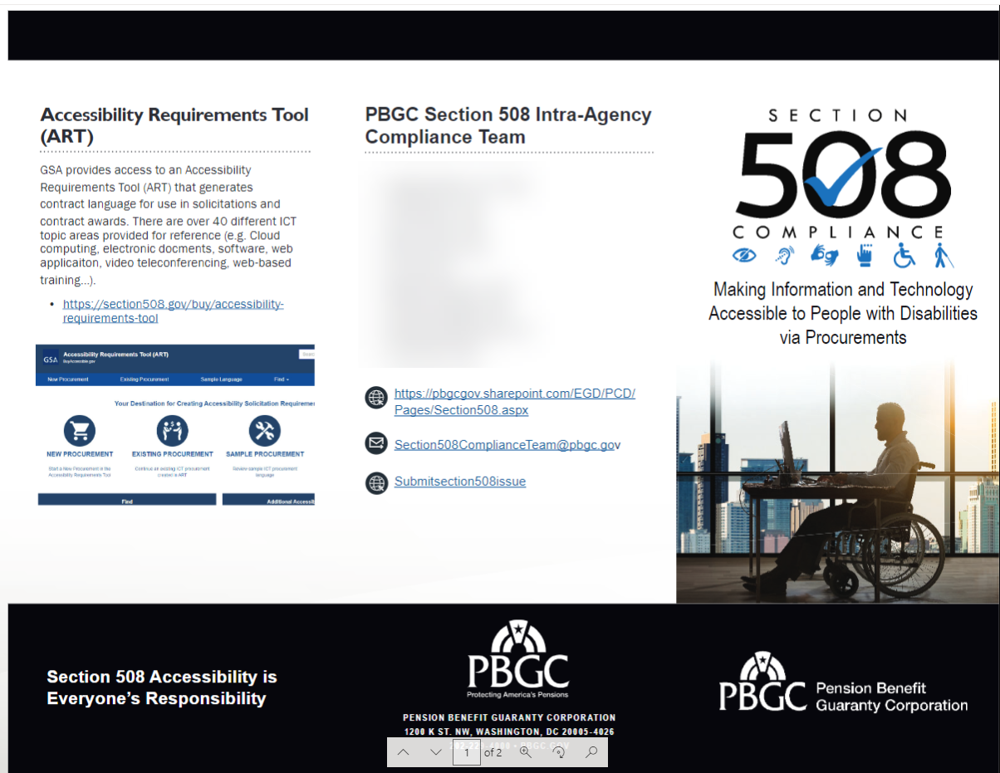 Accessibility Requirements Tool
(ART)
GSA provides access to an Accessibility
Requirements Tool (ART) that generates
contract language for use in solicitations and
contract awards. There are over 40 different ICT
topic areas provided for reference (e.g. Cloud
computing, electronic docments, software, web
applicaiton, video teleconferencing, web-based
training...).
• https://section508.gov/buy/accessibility-
requirements-tool
GSA
Accessibility Requirements Tool (ART)
BuyAccessible.gov
New Procurement Existing Procurement Sample Language Find
Your Destination for Creating Accessibility Solicitation Requiremen
NEW PROCUREMENT EXISTING PROCUREMENT SAMPLE PROCUREMENT
Start a New Procurement in the
Accessibility Requirements Tool
Continue an existing ICT procurement
created in ART
Review sample ICT procurement
language
Find Additional Accessib
PBGC Section 508 Intra-Agency
Compliance Team
https://pbgcgov.sharepoint.com/EGD/PCD/
Pages/Section508.aspx
Section508ComplianceTeam@pbgc.gov
Submitsection508issue
SECTION
508
COMPLIANCE
Making Information and Technology
Accessible to People with Disabilities
via Procurements
Section 508 Accessibility is
Everyone's Responsibility
PBGC
Protecting America's Pensions
PENSION BENEFIT GUARANTY CORPORATION
1200 K ST. NW, WASHINGTON, DC 20005-4026
PBGC.GOV
1 of 2
PBGC Pension Benefit
Guaranty Corporation